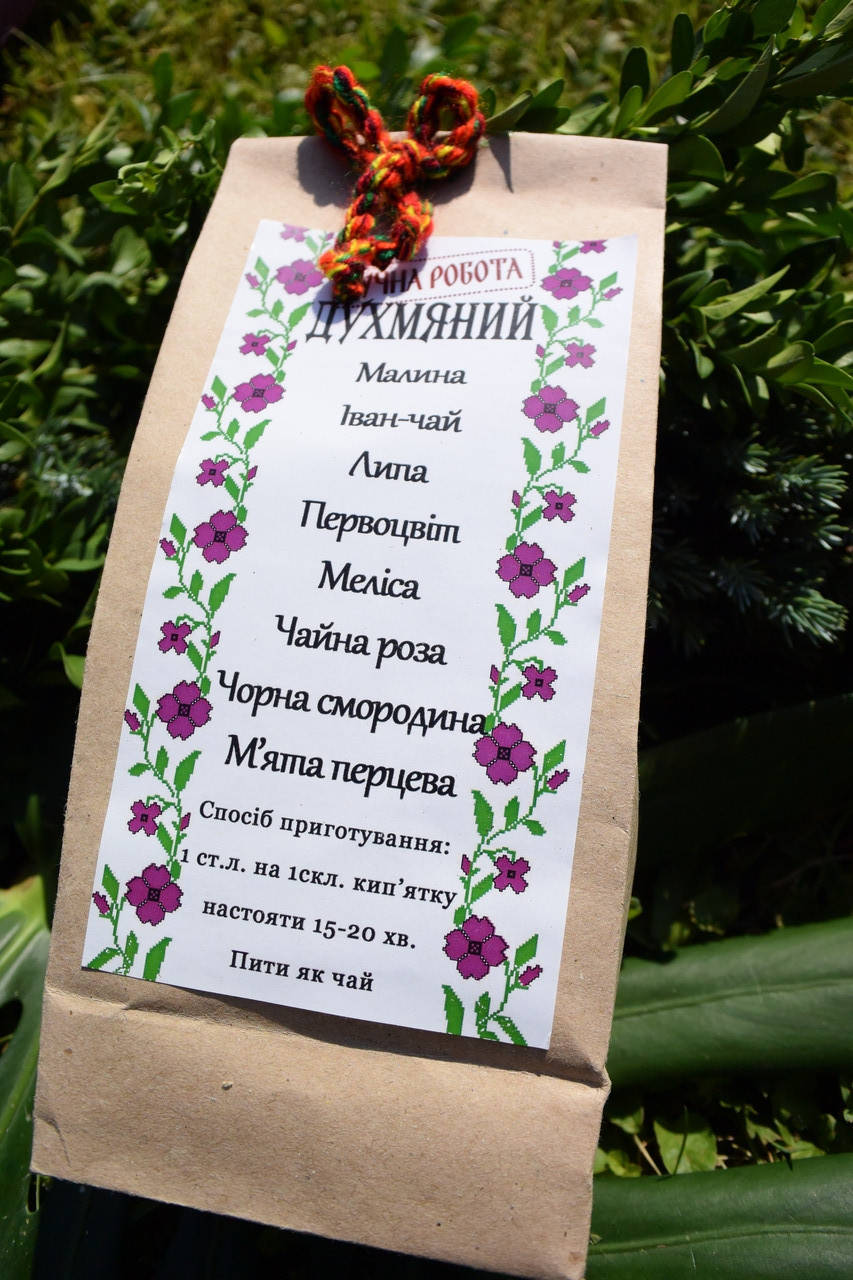 РОБОТА
ДУХМЯНИЙ
Малина
Іван-чай
Липа
Первоцвіт
Меліса
Чайна роза
Чорна смородина
М'ята перцева
Спосіб приготування:
1 ст.л. на 1скл. кип'ятку
настояти 15-20 хв.
Пити як чай